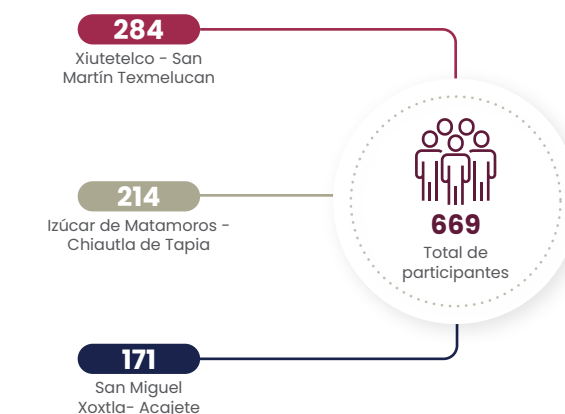 284
Xiutetelco - San
Martín Texmelucan
214
Izúcar de Matamoros -
Chiautla de Tapia
669
Total de
participantes
171
San Miguel
Xoxtla- Acajete